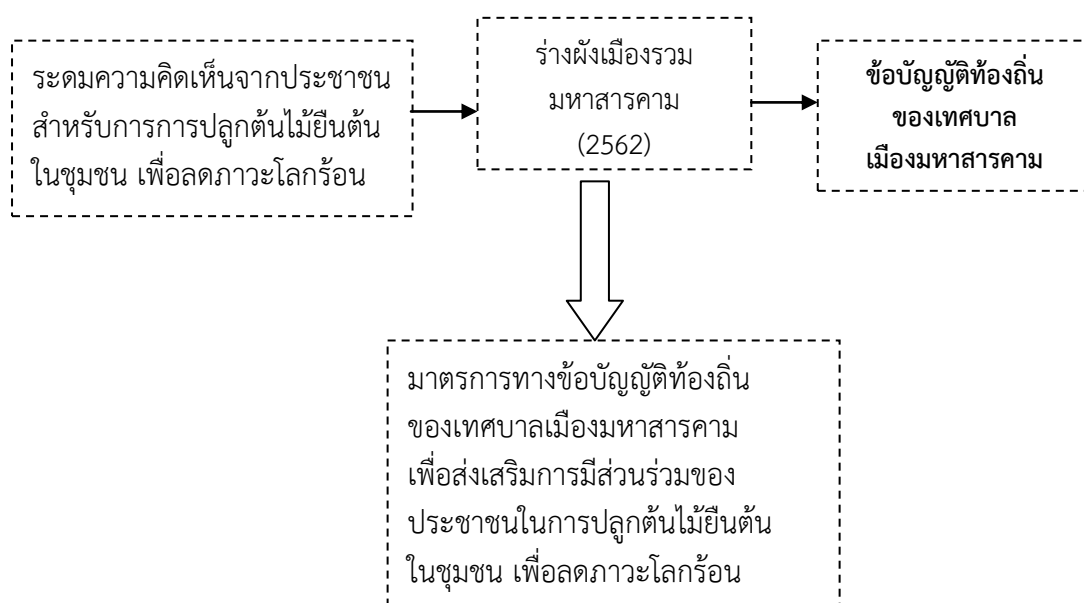 ระดมความคิดเห็นจากประชาชน
สำหรับการการปลูกต้นไม้ยืนต้น
ในชุมชน เพื่อลดภาวะโลกร้อน
ร่างผังเมืองรวม
มหาสารคาม
(2562)
ข้อบัญญัติท้องถิ่น
ของเทศบาล
เมืองมหาสารคาม
มาตรการทางข้อบัญญัติท้องถิ่น
ของเทศบาลเมืองมหาสารคาม
เพื่อส่งเสริมการมีส่วนร่วมของ
ประชาชนในการปลูกต้นไม้ยืนต้น
ในชุมชน เพื่อลดภาวะโลกร้อน